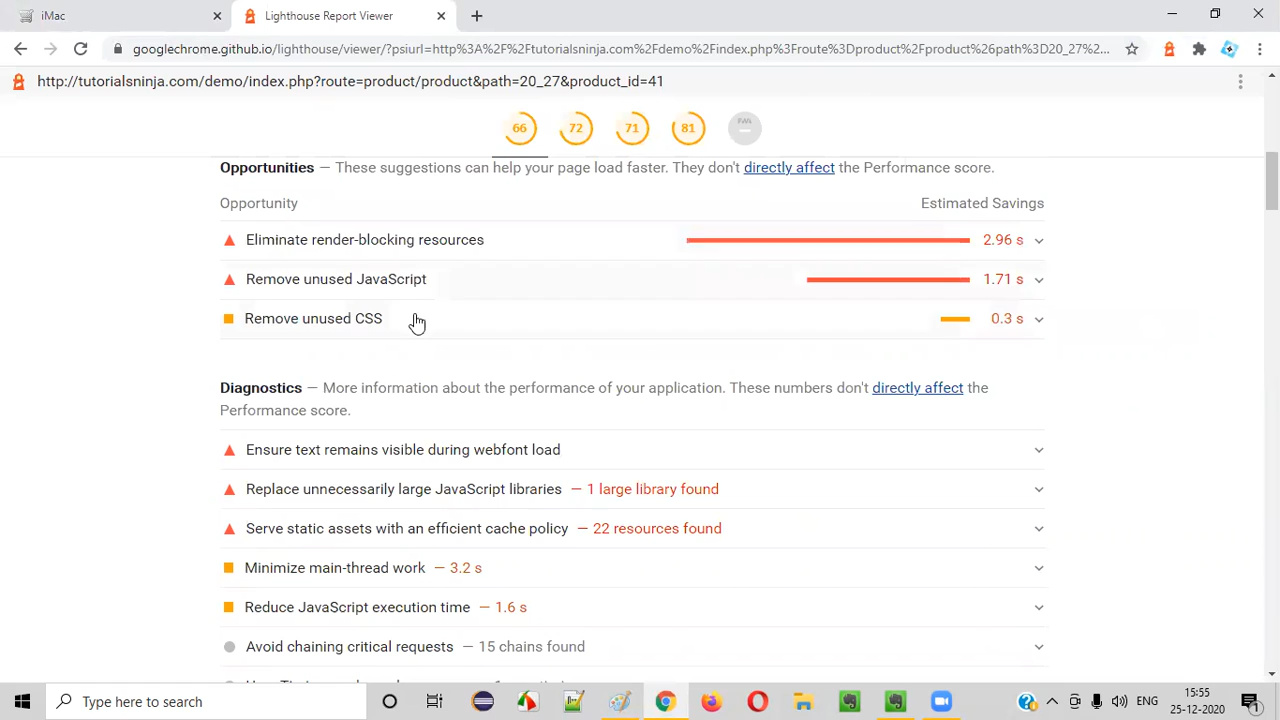 iMac
Lighthouse Report Viewer
googlechrome.github.io/lighthouse/viewer/?psiurl=http%3A%2F%2Ftutorialsninja.com%2Fdemo%2Findex.php%3Froute%3Dproduct%2Fproduct%26path%3D20_27%2...
http://tutorialsninja.com/demo/index.php?route=product/product&path=20_27&product_id=41
66 72 71 81 PWA
Opportunities — These suggestions can help your page load faster. They don't directly affect the Performance score.
Opportunity Estimated Savings
Eliminate render-blocking resources 2.96 s
Remove unused JavaScript 1.71 s
Remove unused CSS 0.3 s
Diagnostics — More information about the performance of your application. These numbers don't directly affect the
Performance score.
Ensure text remains visible during webfont load
Replace unnecessarily large JavaScript libraries — 1 large library found
Serve static assets with an efficient cache policy — 22 resources found
Minimize main-thread work — 3.2 s
Reduce JavaScript execution time — 1.6 s
Avoid chaining critical requests — 15 chains found
Type here to search
ENG
15:55
25-12-2020
1